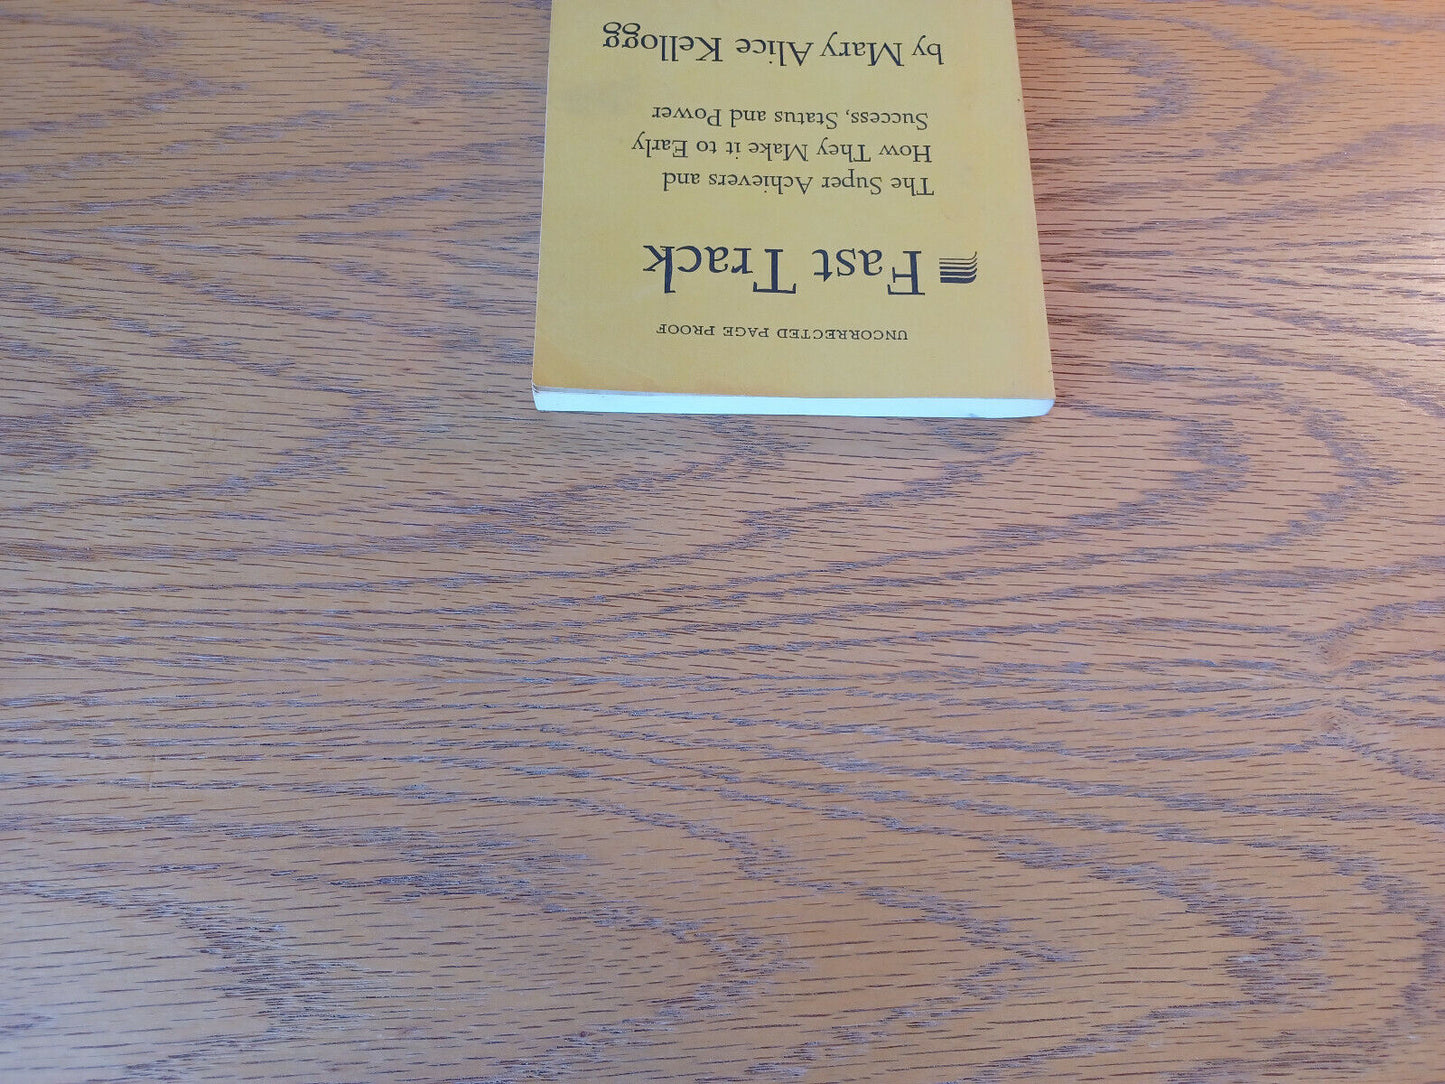 UNCORRECTED PAGE PROOF
Fast Track
The Super Achievers and
How They Make it to Early
Success, Status and Power
by Mary Alice Kellogg